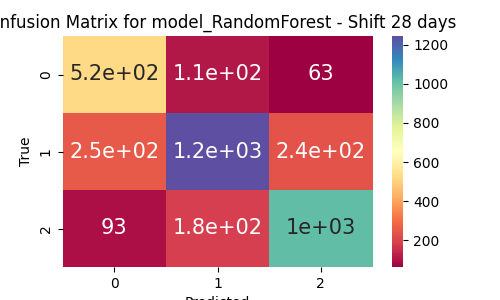 nfusion Matrix for model_RandomForest - Shift 28 days
True
0 5.2e+02 1.1e+02 63
1 2.5e+02 1.2e+03 2.4e+02
2 93 1.8e+02 1e+03
0 1 2
Predicted
1200
1000
800
600
400
200